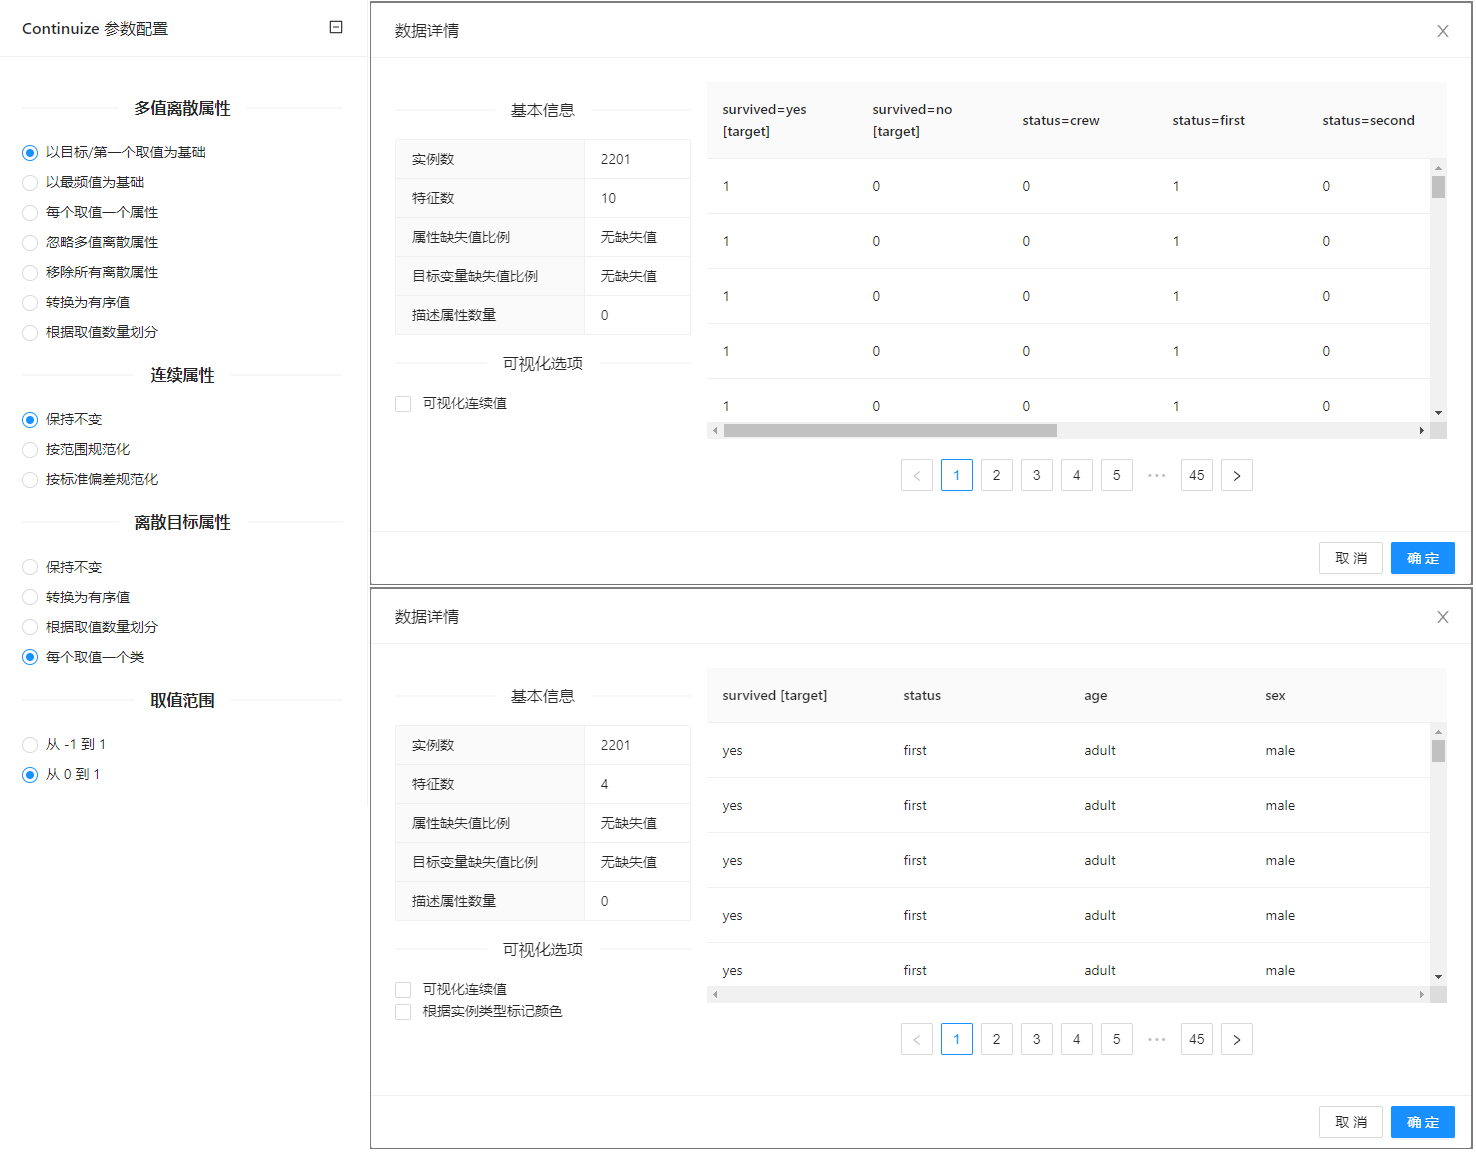 Continuize 参数配置
多值离散属性
以目标/第一个取值为基础
以最频值为基础
每个取值一个属性
忽略多值离散属性
移除所有离散属性
转换为有序值
根据取值数量划分
连续属性
保持不变
按范围规范化
按标准偏差规范化
离散目标属性
保持不变
转换为有序值
根据取值数量划分
每个取值一个类
取值范围
从 -1 到 1
从 0 到 1
数据详情
基本信息
实例数 2201
特征数 10
属性缺失值比例 无缺失值
目标变量缺失值比例 无缺失值
描述属性数量 0
可视化选项
可视化连续值
survived=yes [target] survived=no [target] status=crew status=first status=second
1 0 0 1 0
1 0 0 1 0
1 0 0 1 0
1 0 0 1 0
1 0 0 1 0
< 1 2 3 4 5 ••• 45 >
取 消 确 定
数据详情
基本信息
实例数 2201
特征数 4
属性缺失值比例 无缺失值
目标变量缺失值比例 无缺失值
描述属性数量 0
可视化选项
可视化连续值
根据实例类型标记颜色
survived [target] status age sex
yes first adult male
yes first adult male
yes first adult male
yes first adult male
yes first adult male
< 1 2 3 4 5 ••• 45 >
取 消 确 定